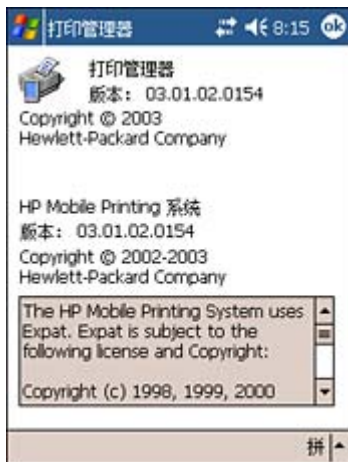 打印管理器 8:15 ok
打印管理器
版本： 03.01.02.0154
Copyright © 2003
Hewlett-Packard Company
HP Mobile Printing 系统
版本： 03.01.02.0154
Copyright © 2002-2003
Hewlett-Packard Company
The HP Mobile Printing System uses
Expat. Expat is subject to the
following license and Copyright:
Copyright (c) 1998, 1999, 2000
拼